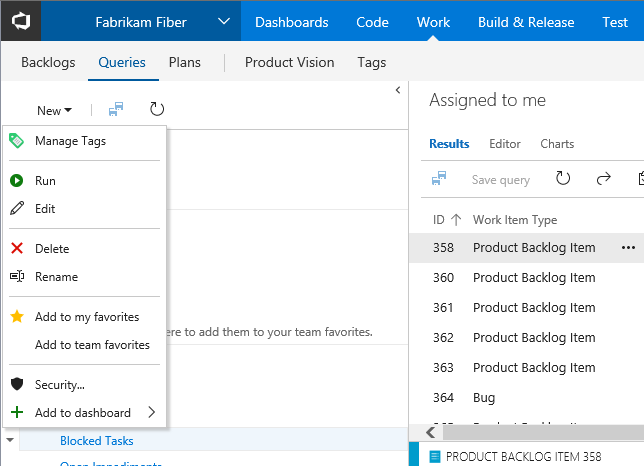 Fabrikam Fiber
Dashboards Code Work Build & Release Test
Backlogs Queries Plans Product Vision Tags
New
Manage Tags
Run
Edit
Delete
Rename
Add to my favorites
Add to team favorites
Security...
Add to dashboard
ere to add them to your team favorites.
Blocked Tasks
Open Impediments
Assigned to me
Results Editor Charts
Save query
ID Work Item Type
358 Product Backlog Item
360 Product Backlog Item
361 Product Backlog Item
362 Product Backlog Item
363 Product Backlog Item
364 Bug
PRODUCT BACKLOG ITEM 358